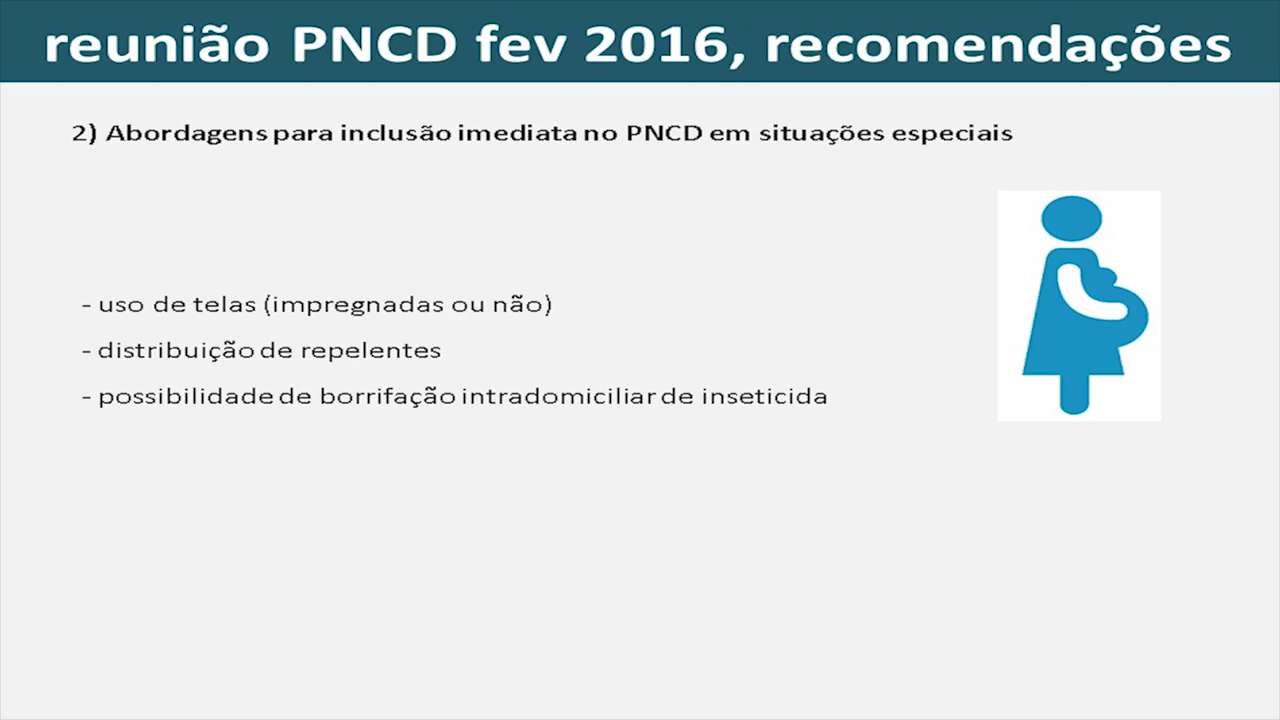 reunião PNCD fev 2016, recomendações
2) Abordagens para inclusão imediata no PNCD em situações especiais
- uso de telas (impregnadas ou não)
- distribuição de repelentes
- possibilidade de borrifação intradomiciliar de inseticida